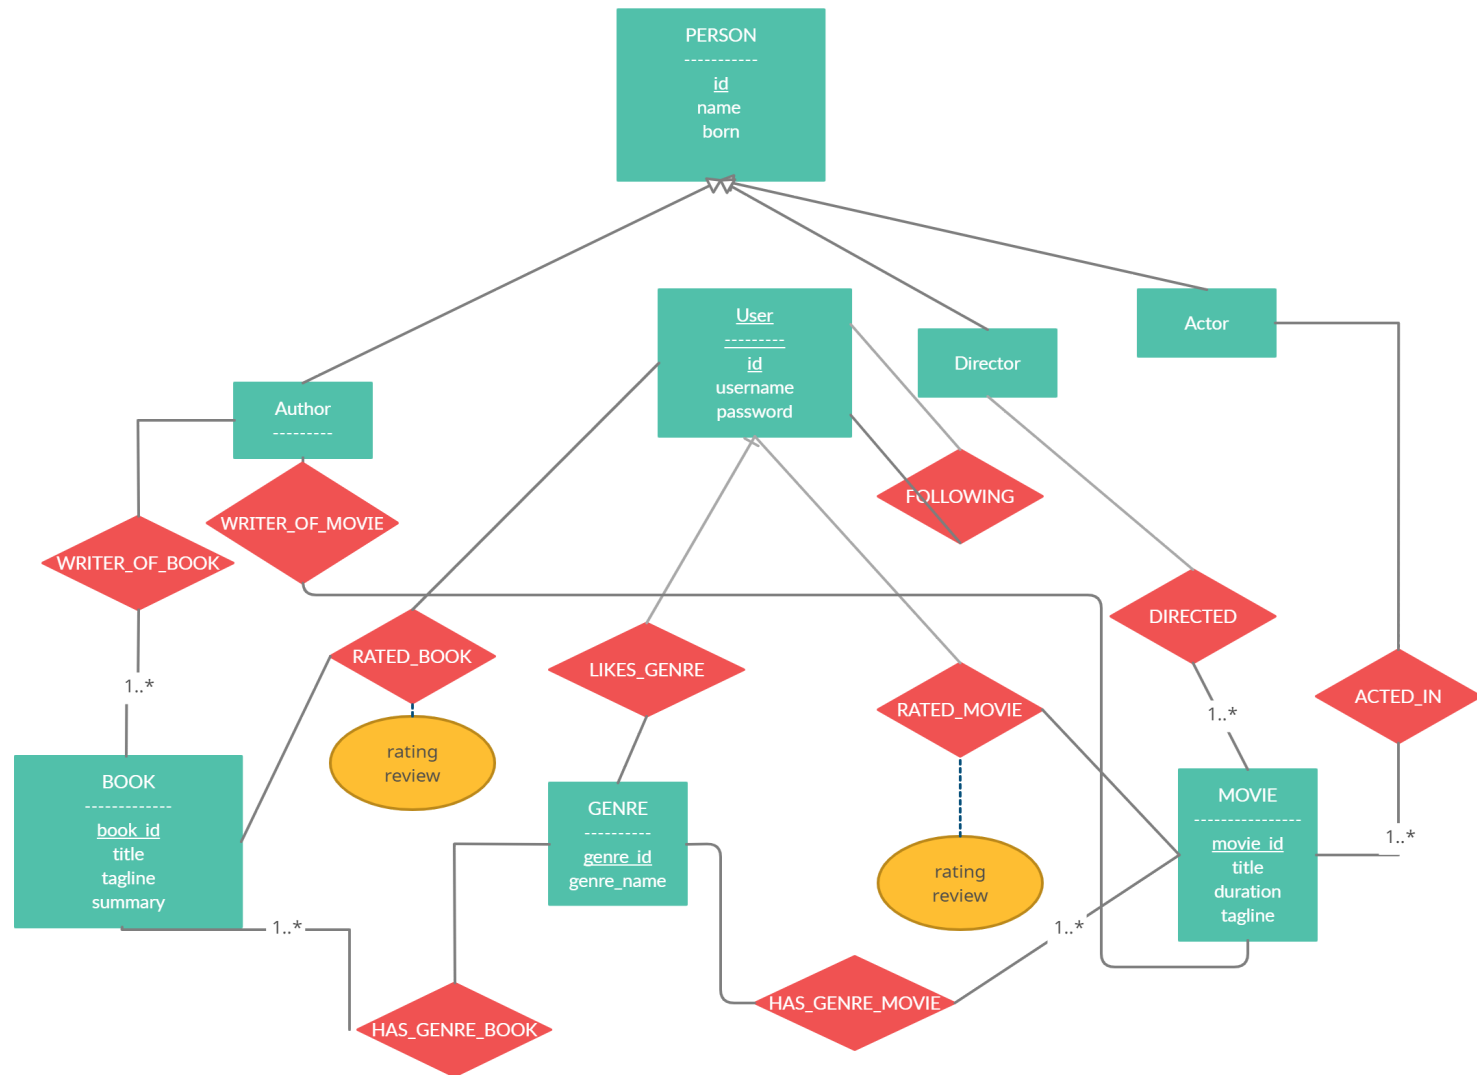 PERSON
-----------
id
name
born
User
---------
id
username
password
Director
Actor
Author
---------
WRITER_OF_BOOK
WRITER_OF_MOVIE
FOLLOWING
DIRECTED
RATED_BOOK
LIKES_GENRE
RATED_MOVIE
ACTED_IN
1..*
1..*
1..*
rating
review
rating
review
BOOK
-------------
book_id
title
tagline
summary
GENRE
----------
genre_id
genre_name
MOVIE
----------------
movie_id
title
duration
tagline
1..*
1..*
HAS_GENRE_BOOK
HAS_GENRE_MOVIE